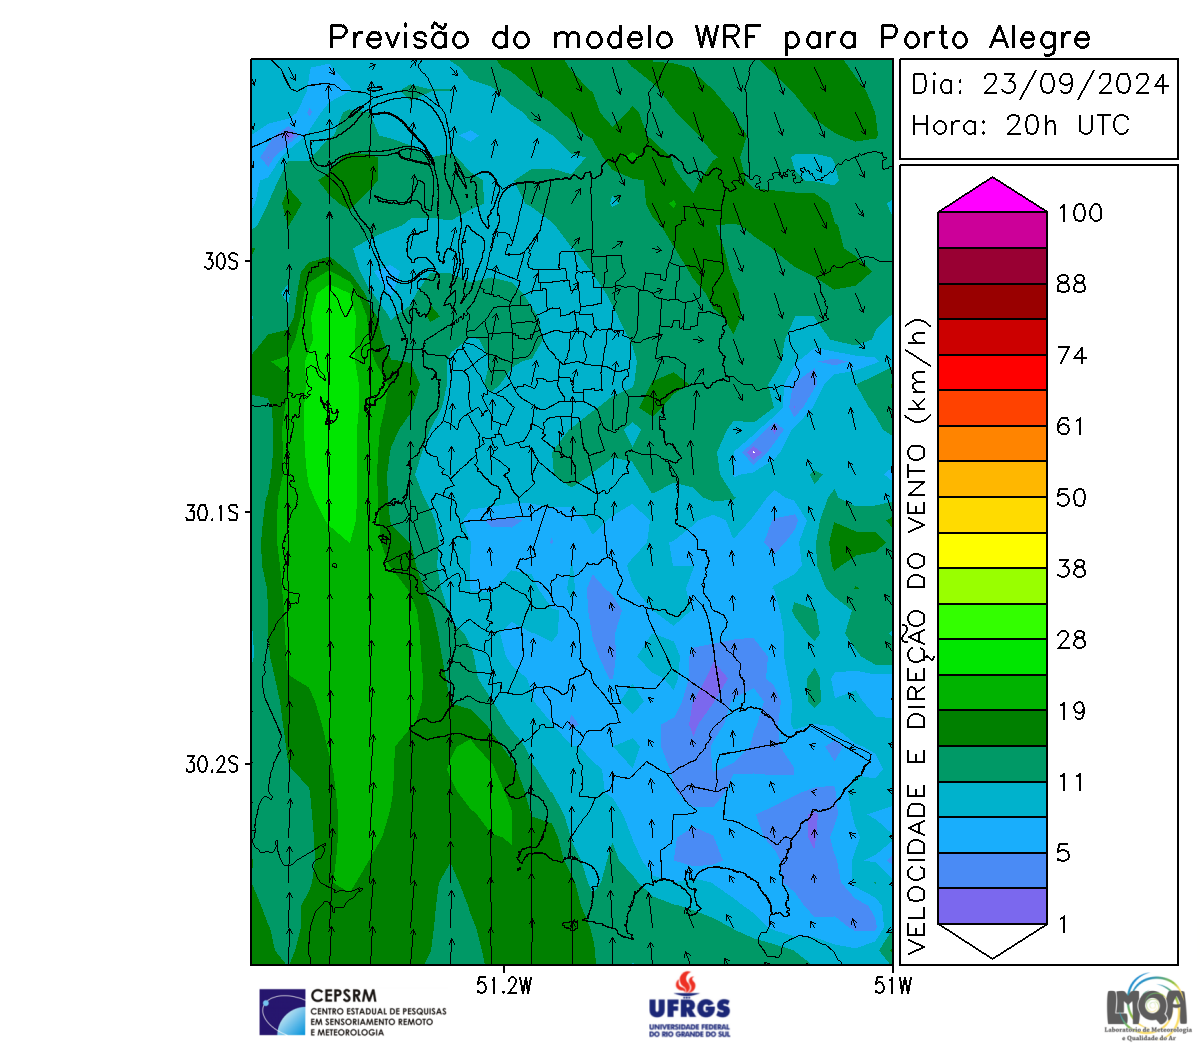 Previsão do modelo WRF para Porto Alegre
Dia: 23/09/2024
Hora: 20h UTC
30S
30.1S
30.2S
51.2W
51W
VELOCIDADE E DIREÇÃO DO VENTO (km/h)
100
88
74
61
50
38
28
19
11
5
1
CEPSRM
CENTRO ESTADUAL DE PESQUISAS
EM SENSORIAMENTO REMOTO
E METEOROLOGIA
UFRGS
UNIVERSIDADE FEDERAL
DO RIO GRANDE DO SUL
LMQA
Laboratório de Meteorologia
e Qualidade do Ar